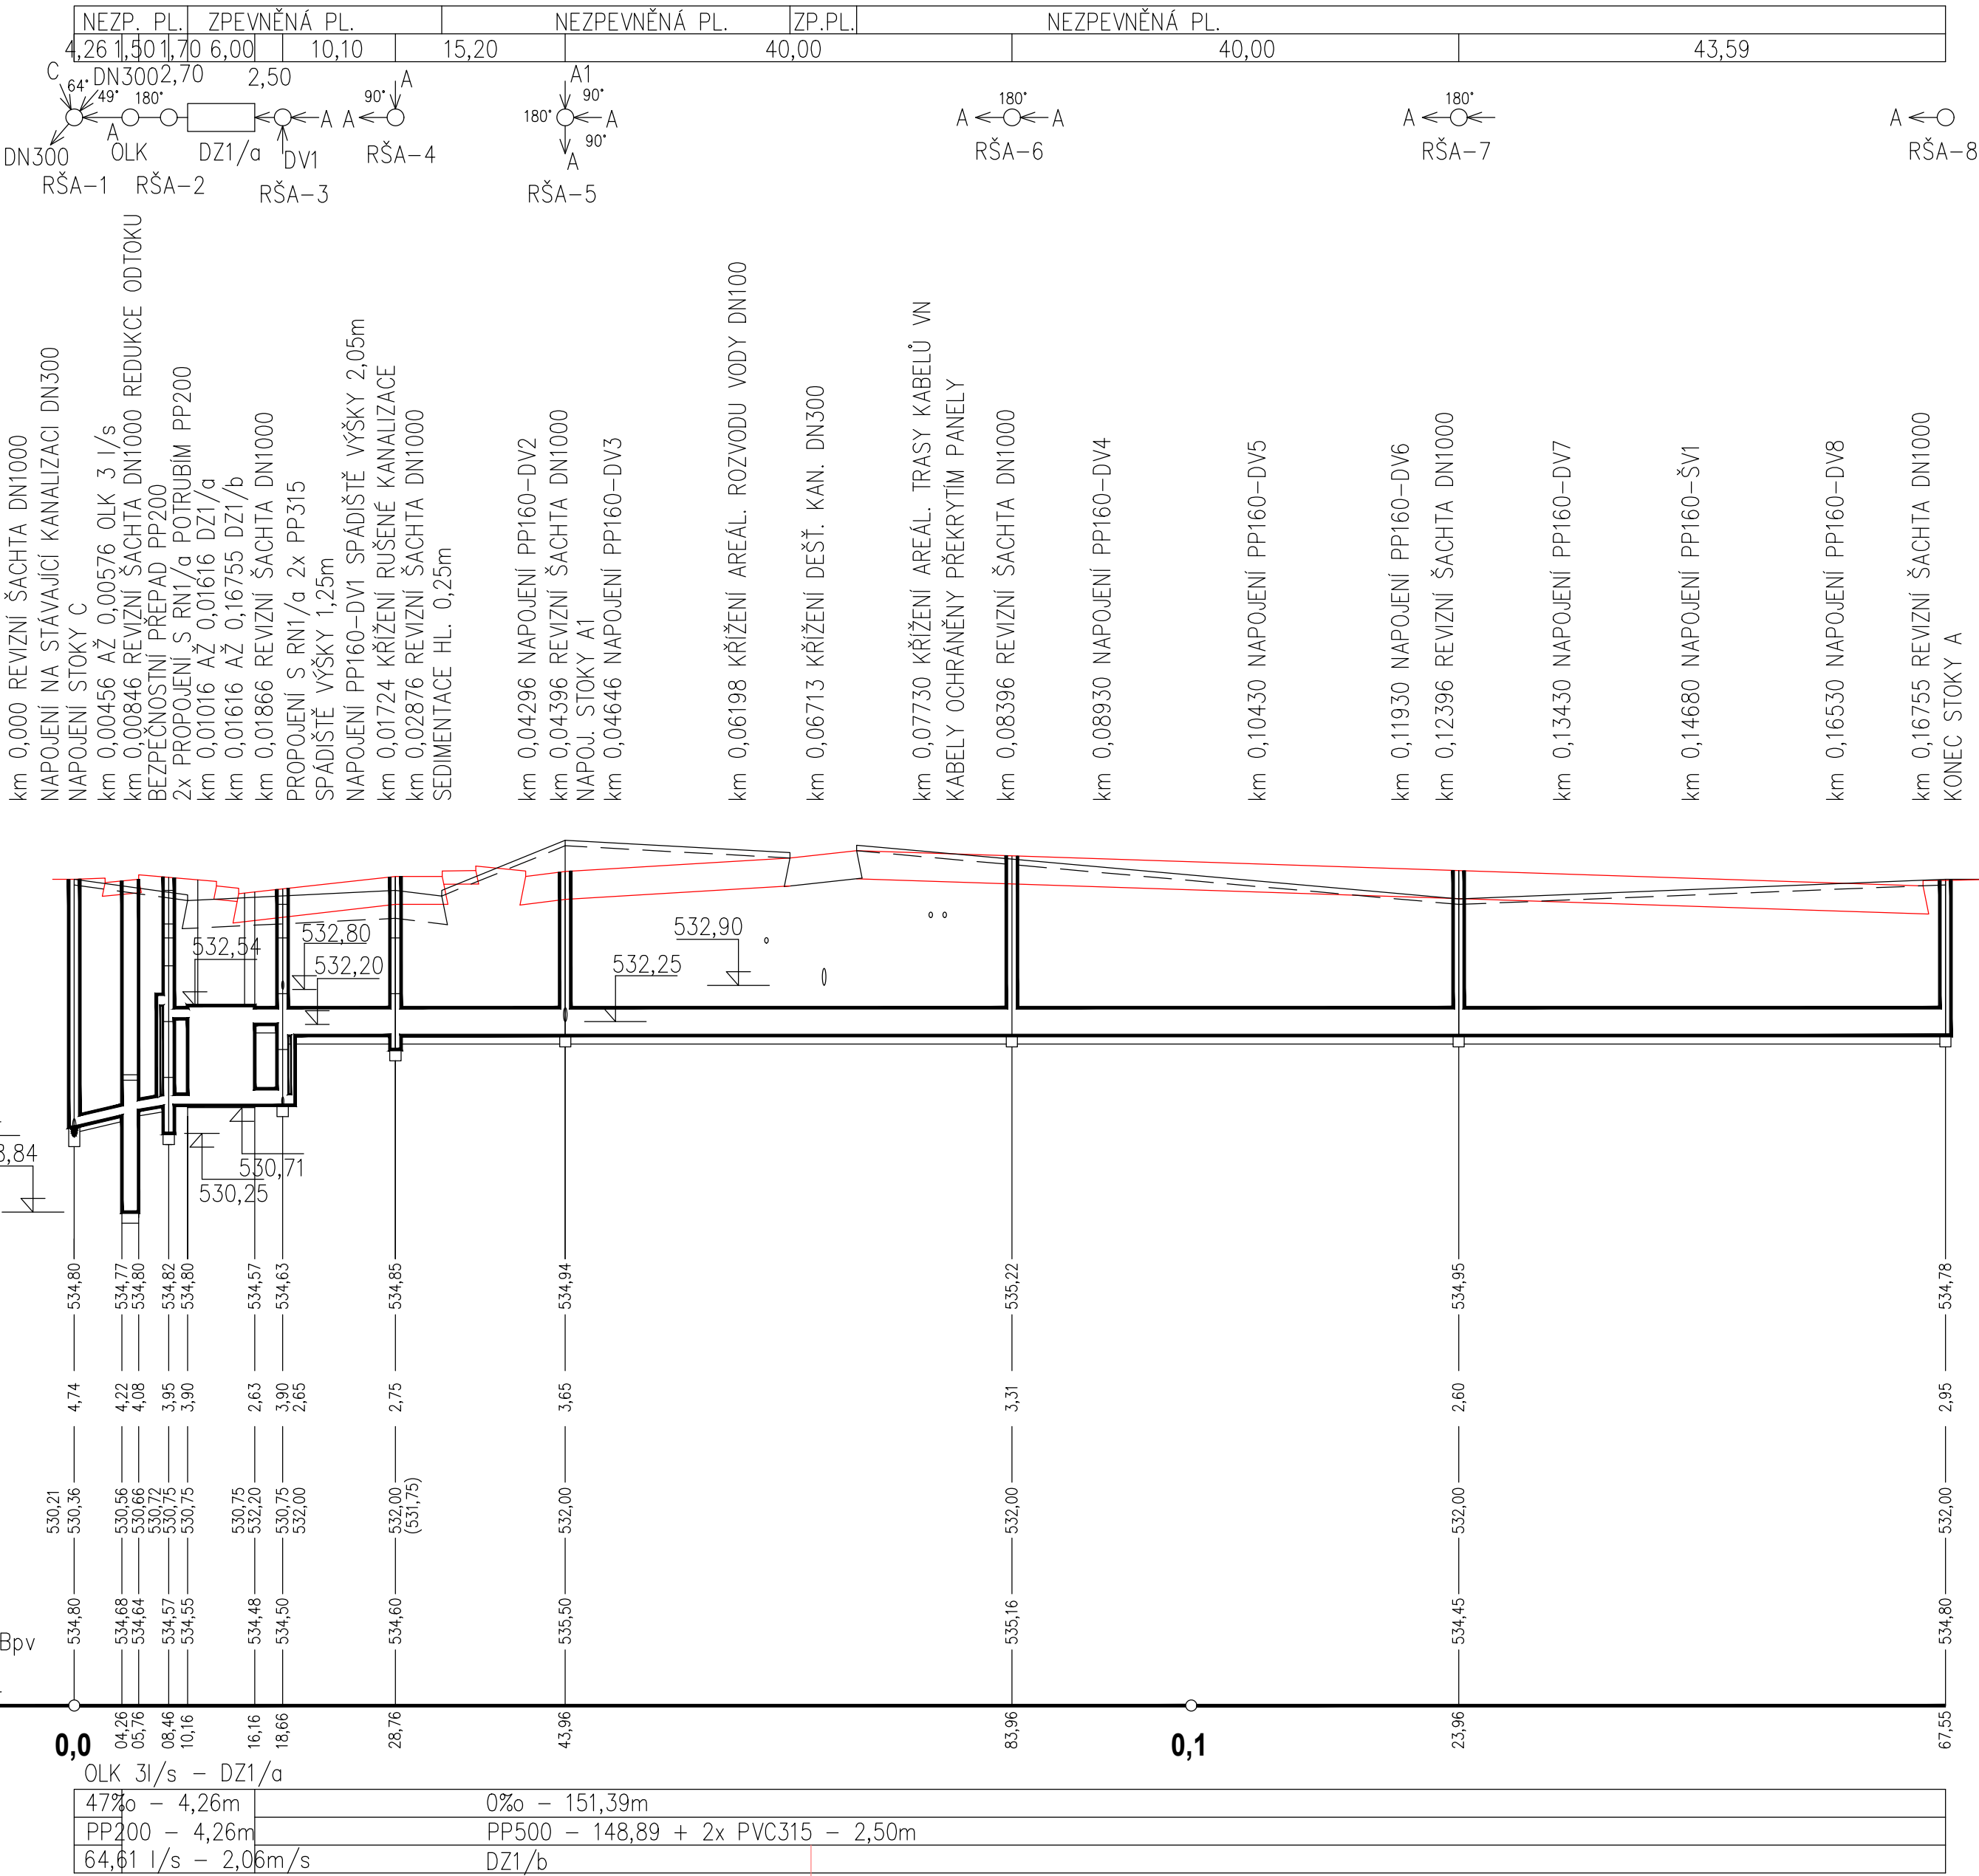 NEZP. PL. ZPEVNĚNÁ PL. NEZPEVNĚNÁ PL. ZP.PL. NEZPEVNĚNÁ PL.
4,26 1,50 1,70 6,00 10,10 15,20 40,00 40,00 43,59
2,70 2,50
C 64° DN300 49° 180° 90° A A1 90° 180° 180°
A A A 180° A A A A A A
DN300 A OLK DZ1/a DV1 RŠA-4 A 90° RŠA-6 RŠA-7 RŠA-8
RŠA-1 RŠA-2 RŠA-3 RŠA-5
km 0,000 REVIZNÍ ŠACHTA DN1000
NAPOJENÍ NA STÁVAJÍCÍ KANALIZACI DN300
NAPOJENÍ STOKY C
km 0,00456 AŽ 0,00576 OLK 3 l/s
km 0,00846 REVIZNÍ ŠACHTA DN1000 REDUKCE ODTOKU
BEZPEČNOSTNÍ PŘEPAD PP200
2x PROPOJENÍ S RN1/a POTRUBÍM PP200
km 0,01016 AŽ 0,01616 DZ1/a
km 0,01616 AŽ 0,16755 DZ1/b
km 0,01866 REVIZNÍ ŠACHTA DN1000
PROPOJENÍ S RN1/a 2x PP315
SPÁDIŠTĚ VÝŠKY 1,25m
NAPOJENÍ PP160-DV1 SPÁDIŠTĚ VÝŠKY 2,05m
km 0,01724 KŘÍŽENÍ RUŠENÉ KANALIZACE
km 0,02876 REVIZNÍ ŠACHTA DN1000
SEDIMENTACE HL. 0,25m
km 0,04296 NAPOJENÍ PP160-DV2
km 0,04396 REVIZNÍ ŠACHTA DN1000
NAPOJ. STOKY A1
km 0,04646 NAPOJENÍ PP160-DV3
km 0,06198 KŘÍŽENÍ AREÁL. ROZVODU VODY DN100
km 0,06713 KŘÍŽENÍ DEŠŤ. KAN. DN300
km 0,07730 KŘÍŽENÍ AREÁL. TRASY KABELŮ VN
KABELY OCHRÁNĚNY PŘEKRYTÍM PANELY
km 0,08396 REVIZNÍ ŠACHTA DN1000
km 0,08930 NAPOJENÍ PP160-DV4
km 0,10430 NAPOJENÍ PP160-DV5
km 0,11930 NAPOJENÍ PP160-DV6
km 0,12396 REVIZNÍ ŠACHTA DN1000
km 0,13430 NAPOJENÍ PP160-DV7
km 0,14680 NAPOJENÍ PP160-ŠV1
km 0,16530 NAPOJENÍ PP160-DV8
km 0,16755 REVIZNÍ ŠACHTA DN1000
KONEC STOKY A
532,54 532,80 532,90
532,20 532,25
8,84
530,71
530,25
534,80 534,77 534,80 534,82 534,80 534,57 534,63 534,85 534,94 535,22 534,95 534,78
4,74 4,22 4,08 3,95 3,90 2,63 3,90 2,65 2,75 3,65 3,31 2,60 2,95
530,21 530,36 530,56 530,66 530,72 530,75 530,75 530,75 532,20 530,75 532,00 532,00 (531,75) 532,00 532,00 532,00 532,00
534,80 534,68 534,64 534,57 534,55 534,48 534,50 534,60 535,50 535,16 534,45 534,80
Bpv
04,26 05,76 08,46 10,16 16,16 18,66 28,76 43,96 83,96 23,96 67,55
0,0 0,1
OLK 3l/s - DZ1/a
47‰ - 4,26m 0‰ - 151,39m
PP200 - 4,26m PP500 - 148,89 + 2x PVC315 - 2,50m
64,61 l/s - 2,06m/s DZ1/b